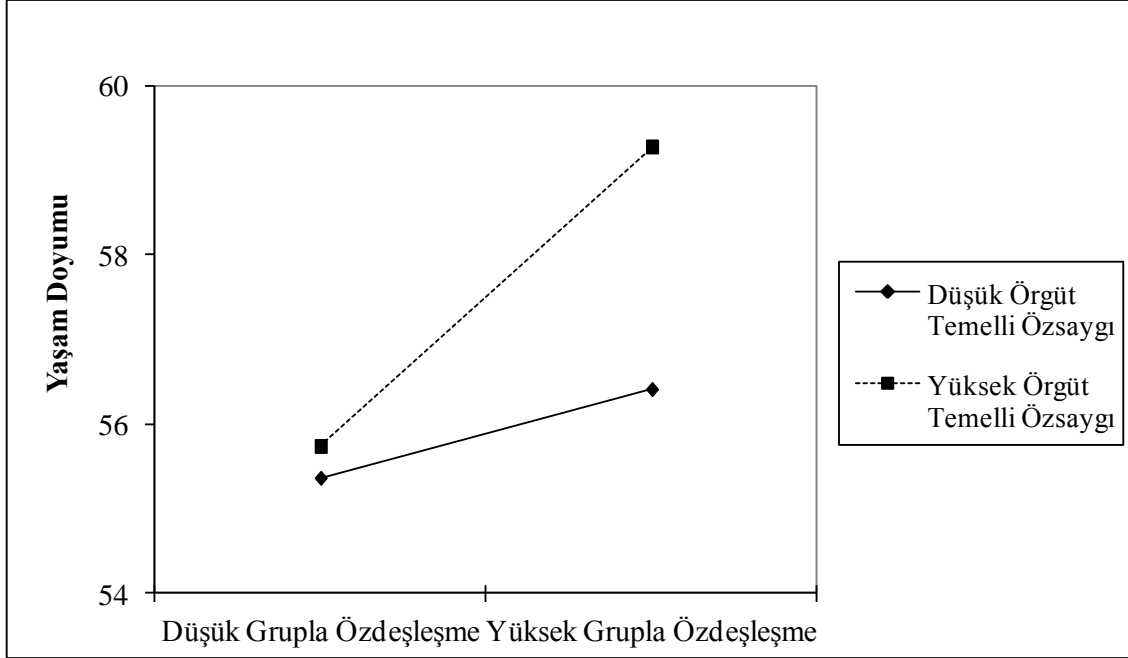 60
58
56
54
Yaşam Doyumu
Düşük Grupla Özdeşleşme Yüksek Grupla Özdeşleşme
Düşük Örgüt
Temelli Özsaygı
Yüksek Örgüt
Temelli Özsaygı